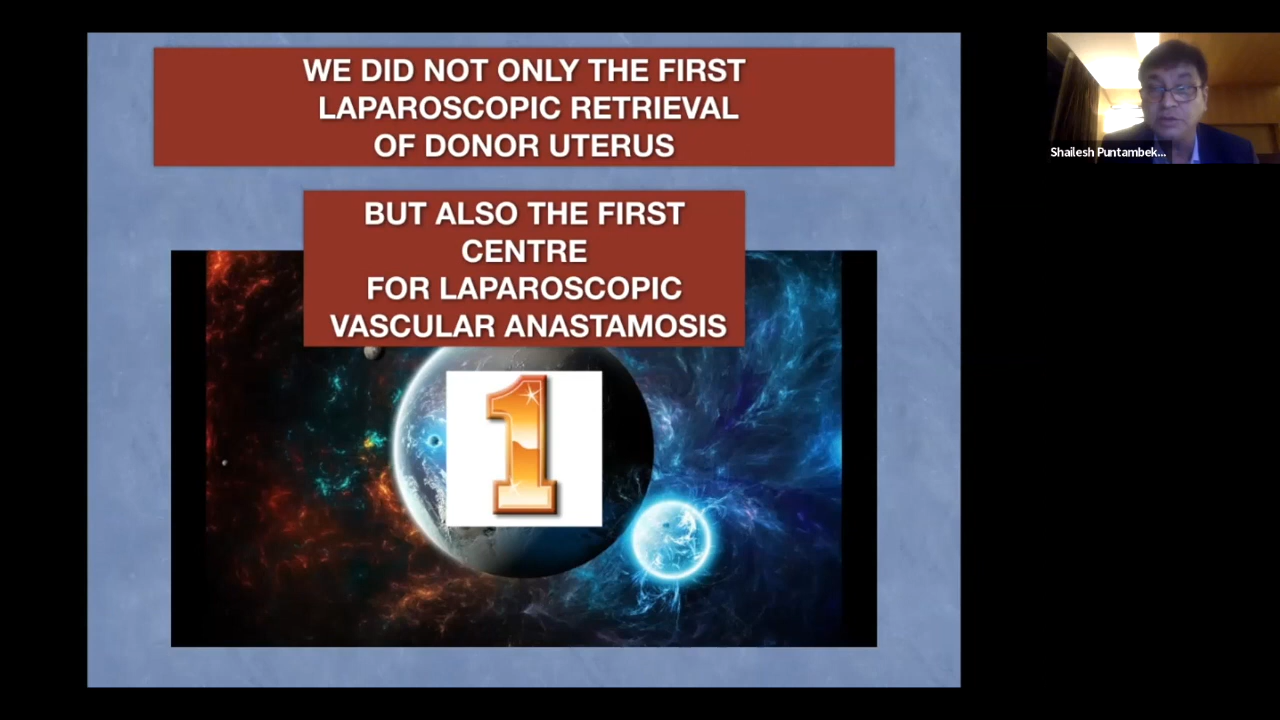 WE DID NOT ONLY THE FIRST
LAPAROSCOPIC RETRIEVAL
OF DONOR UTERUS
BUT ALSO THE FIRST
CENTRE
FOR LAPAROSCOPIC
VASCULAR ANASTAMOSIS
1
Shailesh Puntambek...